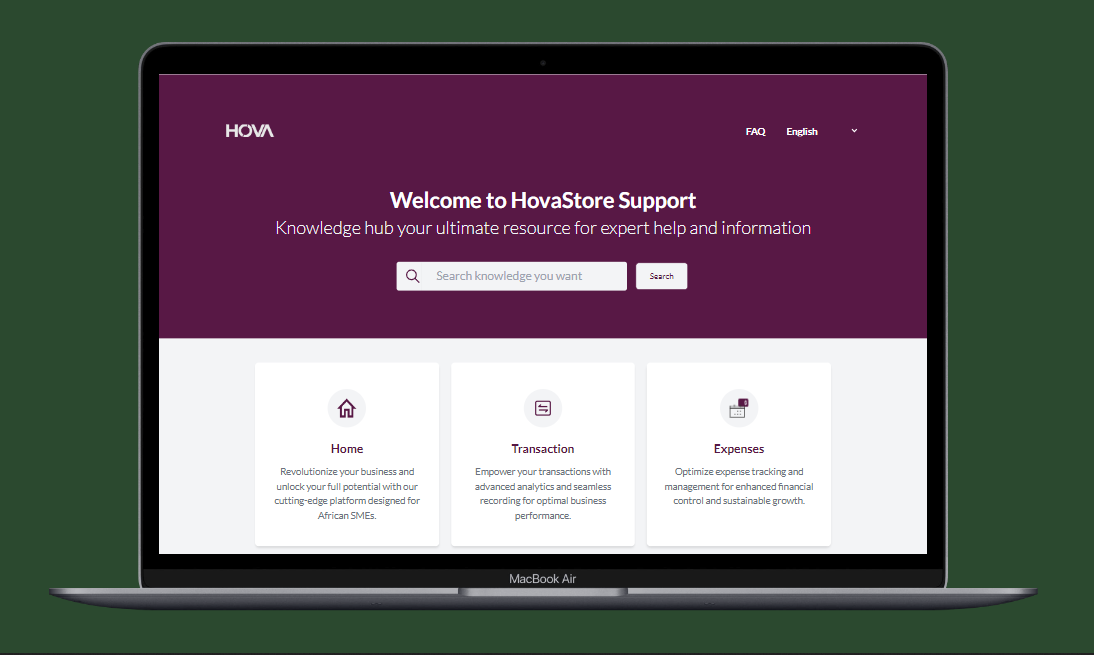 HOVA
FAQ English
Welcome to HovaStore Support
Knowledge hub your ultimate resource for expert help and information
Search knowledge you want Search
Home
Revolutionize your business and
unlock your full potential with our
cutting-edge platform designed for
African SMEs.
Transaction
Empower your transactions with
advanced analytics and seamless
recording for optimal business
performance.
Expenses
Optimize expense tracking and
management for enhanced financial
control and sustainable growth.
MacBook Air